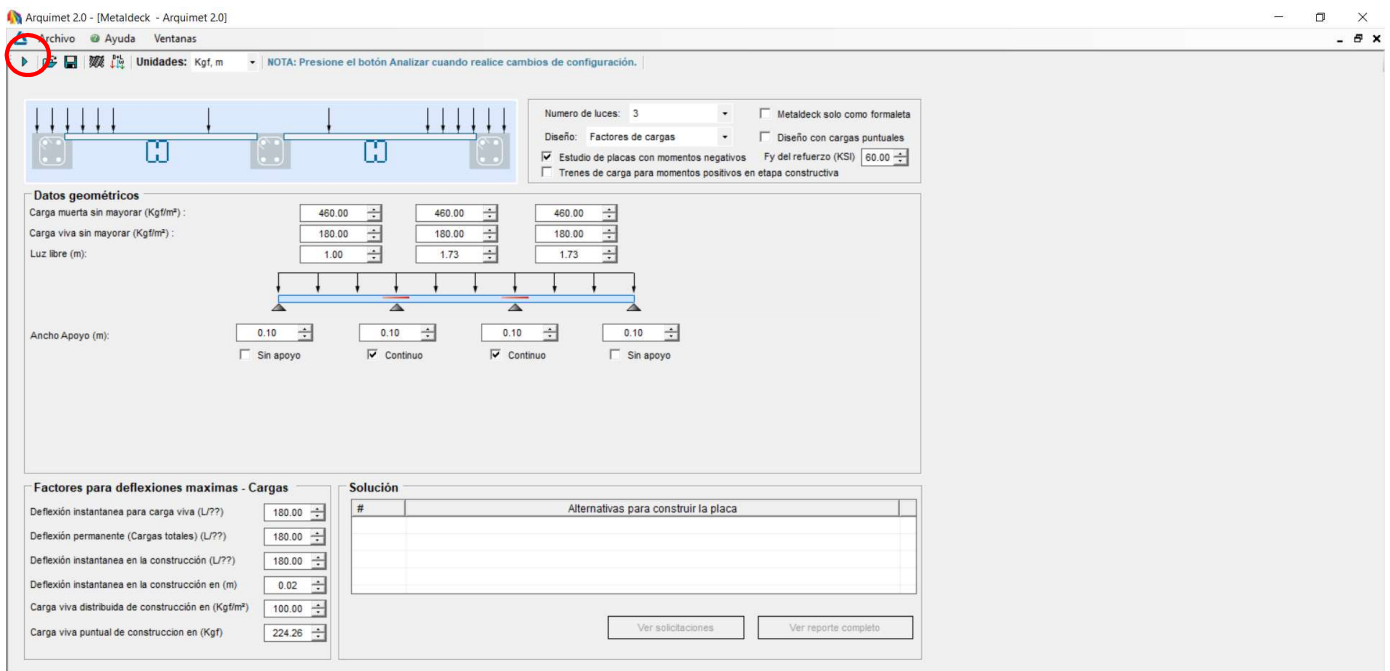 Arquimet 2.0 - [Metaldeck - Arquimet 2.0]
Archivo Ayuda Ventanas
Unidades: Kgf, m NOTA: Presione el botón Analizar cuando realice cambios de configuración.
Numero de luces: 3 Metaldeck solo como formaleta
Diseño: Factores de cargas Diseño con cargas puntuales
Estudio de placas con momentos negativos Fy del refuerzo (KSI) 60.00
Trenes de carga para momentos positivos en etapa constructiva
Datos geométricos
Carga muerta sin mayorar (Kgf/m²) : 460.00 460.00 460.00
Carga viva sin mayorar (Kgf/m²) : 180.00 180.00 180.00
Luz libre (m): 1.00 1.73 1.73
Ancho Apoyo (m): 0.10 0.10 0.10 0.10
Sin apoyo Continuo Continuo Sin apoyo
Factores para deflexiones maximas - Cargas
Deflexión instantanea para carga viva (L/??) 180.00
Deflexión permanente (Cargas totales) (L/??) 180.00
Deflexión instantanea en la construcción (L/??) 180.00
Deflexión instantanea en la construcción en (m) 0.02
Carga viva distribuida de construcción en (Kgf/m²) 100.00
Carga viva puntual de construccion en (Kgf) 224.26
Solución
# Alternativas para construir la placa
Ver solicitaciones Ver reporte completo